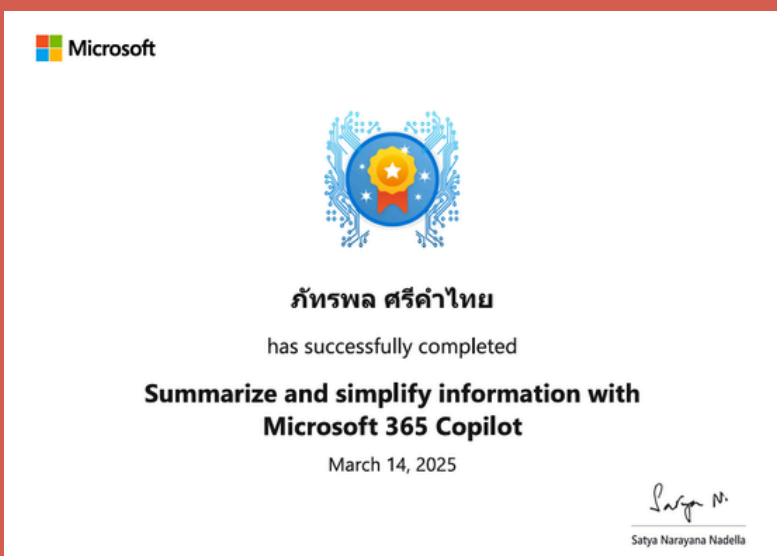 Microsoft
ภัทรพล ศรีคำไทย
has successfully completed
Summarize and simplify information with
Microsoft 365 Copilot
March 14, 2025
Satya N.
Satya Narayana Nadella